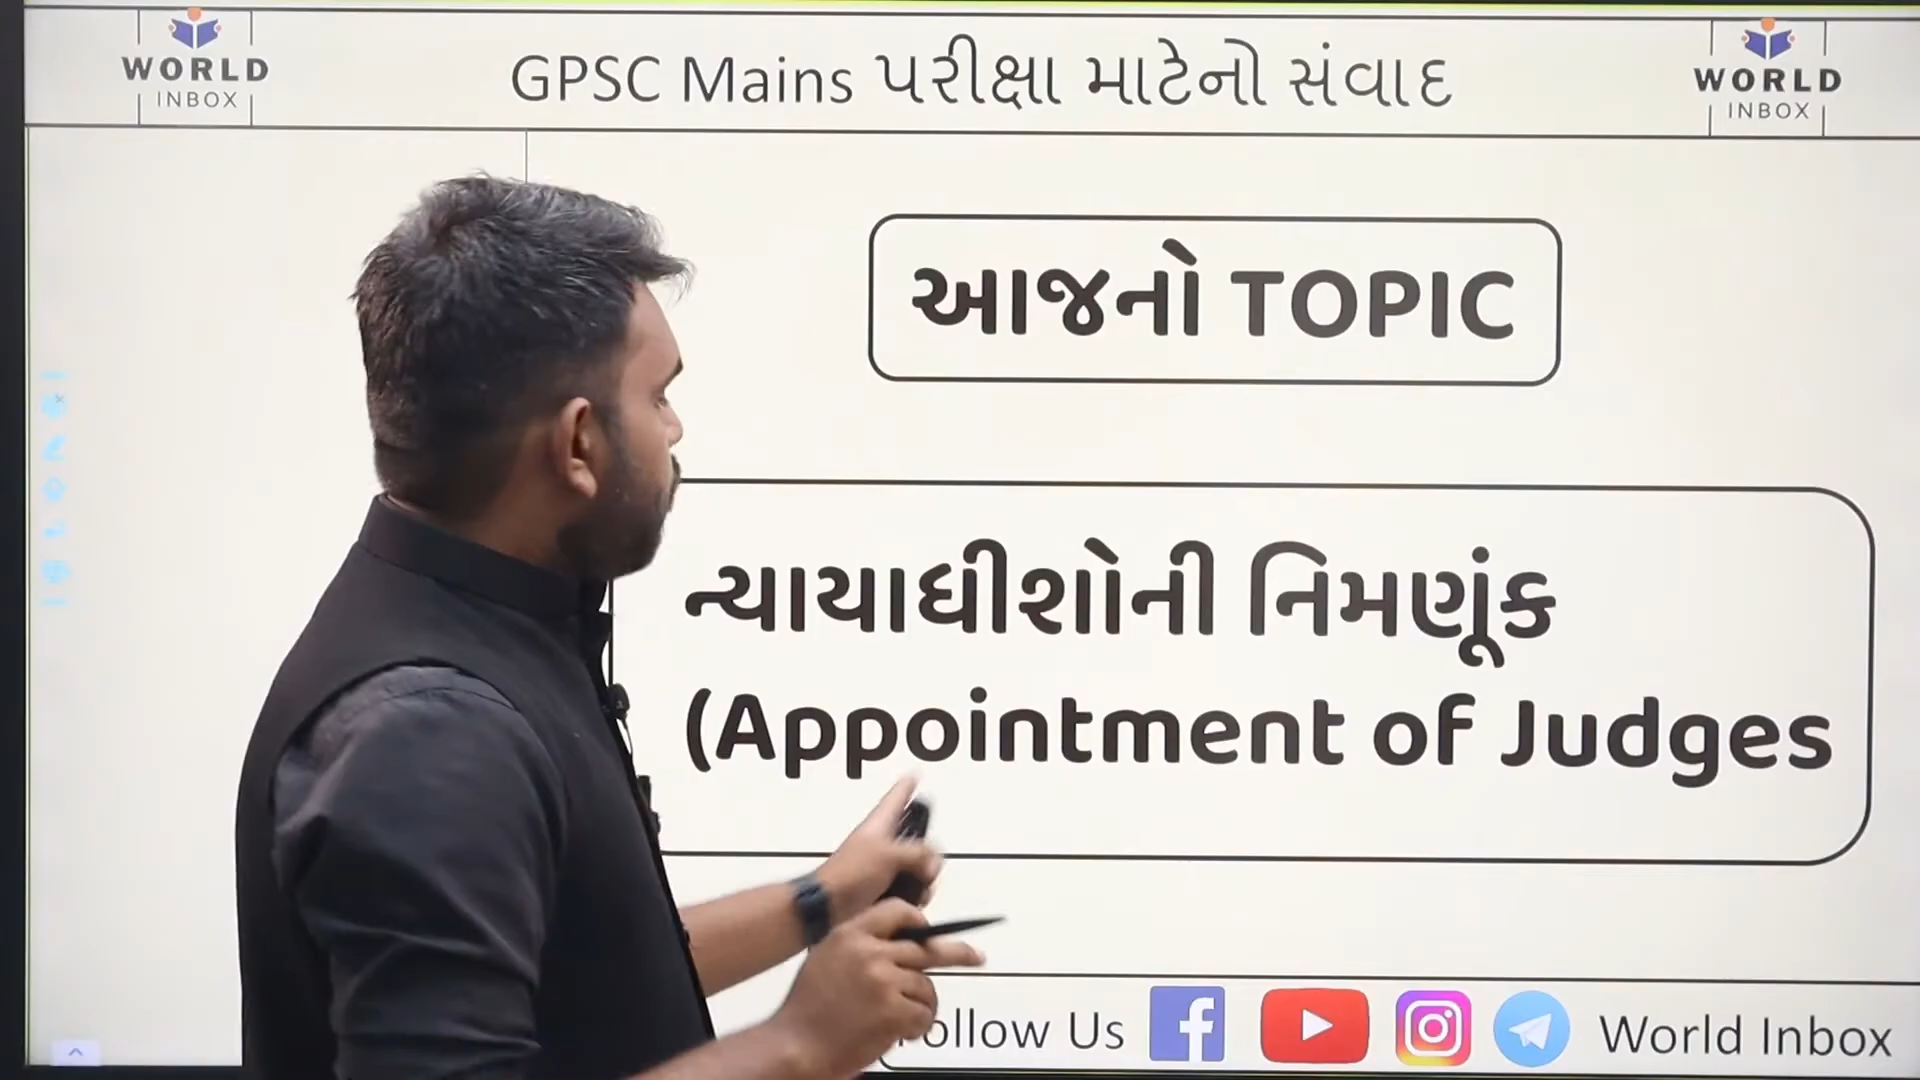 WORLD
INBOX
GPSC Mains પરીક્ષા માટેનો સંવાદ
WORLD
INBOX
આજનો TOPIC
ન્યાયાધીશોની નિમણૂંક
(Appointment of Judges
ollow Us
World Inbox